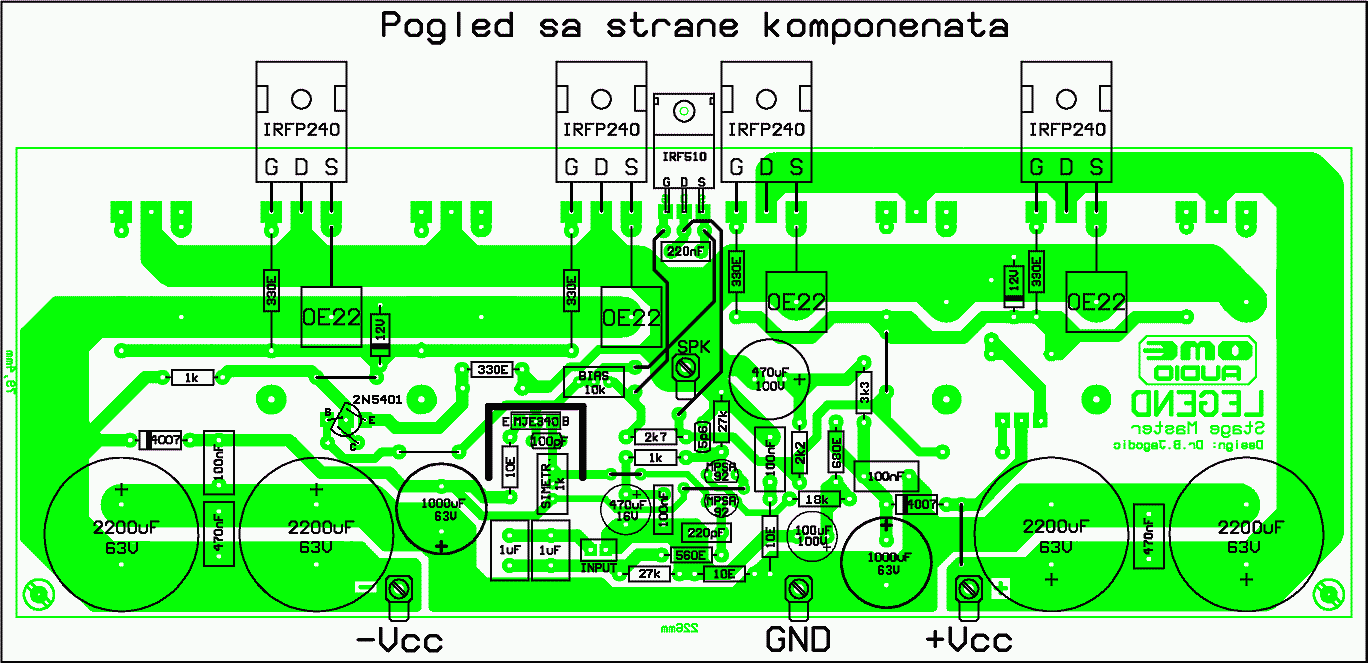 Pogled sa strane komponenata
IRFP240
G D S
IRFP240
G D S
IRF510
G D S
IRFP240
G D S
IRFP240
G D S
220nF
330E
330E
330E
12V
330E
OE22
OE22
OE22
OE22
12V
SPK
1k
330E
BIAS
10k
470uF
100V
3k3
DME
AUDIO
LEGEND
Stage Master
Design: Dr.B.Jagodic
2N5401
B E
C
E MJE340 B
100pF
27k
5p6
2k7
1k
4007
100nF
10E
SIMETR
1k
MPSA
92
100nF
2k2
680E
100nF
2200uF
63V
470nF
2200uF
63V
1000uF
63V
470uF
16V
100nF
MPSA
92
18k
4007
220pF
10E
100uF
100V
1000uF
63V
2200uF
63V
470nF
2200uF
63V
1uF
1uF
INPUT
560E
27k
10E
-Vcc
GND
+Vcc
226mm